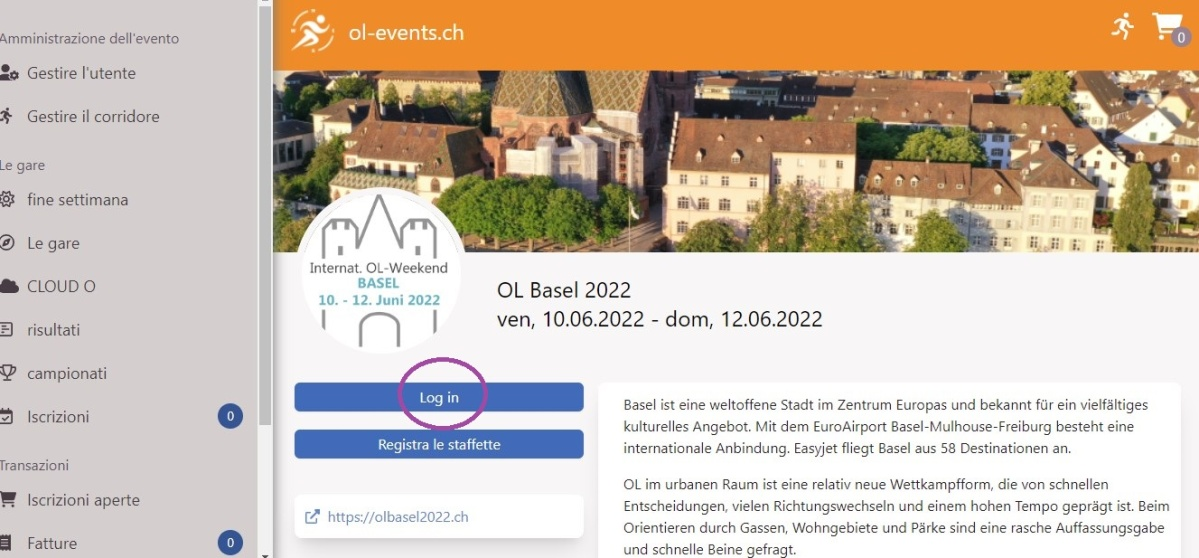 Amministrazione dell'evento
Gestire l'utente
Gestire il corridore
Le gare
fine settimana
Le gare
CLOUD O
risultati
campionati
Iscrizioni 0
Transazioni
Iscrizioni aperte
Fatture 0
ol-events.ch
0
Internat. OL-Weekend
BASEL
10. - 12. Juni 2022
OL Basel 2022
ven, 10.06.2022 - dom, 12.06.2022
Log in
Registra le staffette
https://olbasel2022.ch
Basel ist eine weltoffene Stadt im Zentrum Europas und bekannt für ein vielfältiges
kulturelles Angebot. Mit dem EuroAirport Basel-Mulhouse-Freiburg besteht eine
internationale Anbindung. Easyjet fliegt Basel aus 58 Destinationen an.
OL im urbanen Raum ist eine relativ neue Wettkampfform, die von schnellen
Entscheidungen, vielen Richtungswechseln und einem hohen Tempo geprägt ist. Beim
Orientieren durch Gassen, Wohngebiete und Pärke sind eine rasche Auffassungsgabe
und schnelle Beine gefragt.